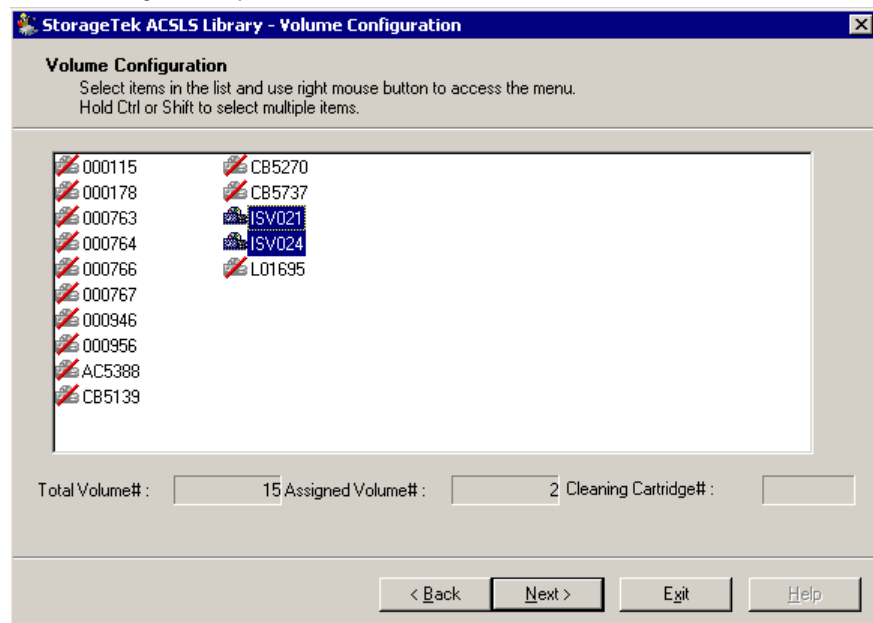 StorageTek ACSLS Library - Volume Configuration
Volume Configuration
Select items in the list and use right mouse button to access the menu.
Hold Ctrl or Shift to select multiple items.
000115
000178
000763
000764
000766
000767
000946
000956
AC5388
CB5139
CB5270
CB5737
ISV021
ISV024
L01695
Total Volume# : 15 Assigned Volume# : 2 Cleaning Cartridge# :
< Back Next > Exit Help